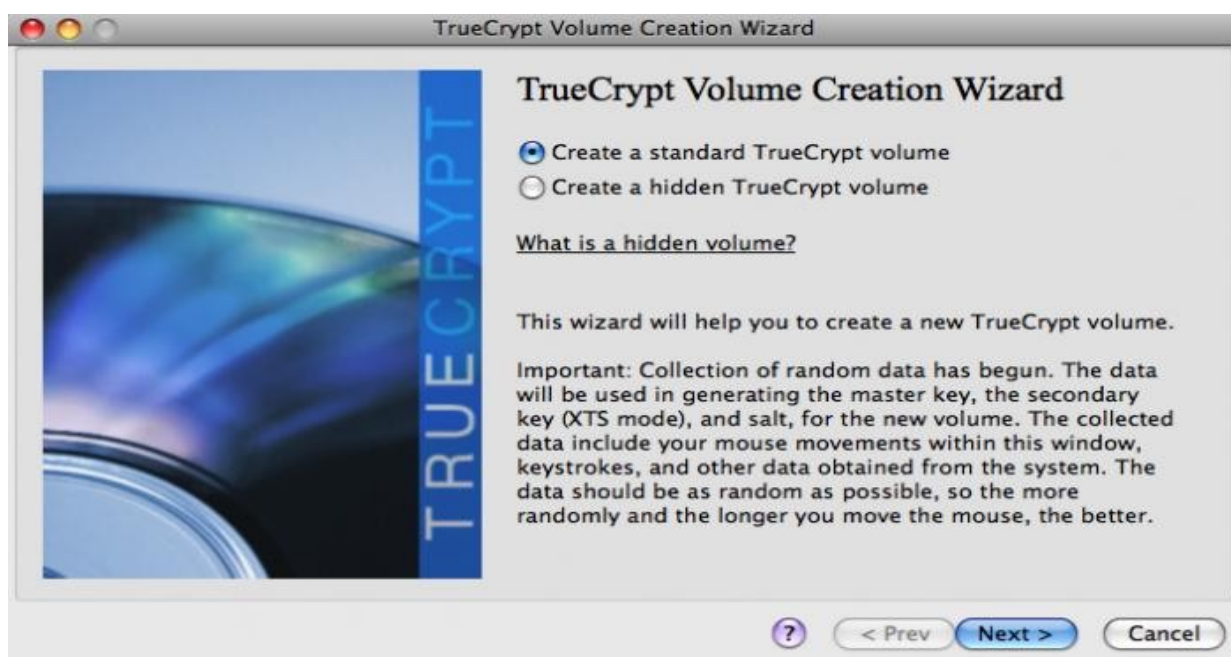 TrueCrypt Volume Creation Wizard
TRUECRYPT
TrueCrypt Volume Creation Wizard
Create a standard TrueCrypt volume
Create a hidden TrueCrypt volume
What is a hidden volume?
This wizard will help you to create a new TrueCrypt volume.
Important: Collection of random data has begun. The data
will be used in generating the master key, the secondary
key (XTS mode), and salt, for the new volume. The collected
data include your mouse movements within this window,
keystrokes, and other data obtained from the system. The
data should be as random as possible, so the more
randomly and the longer you move the mouse, the better.
? < Prev Next > Cancel